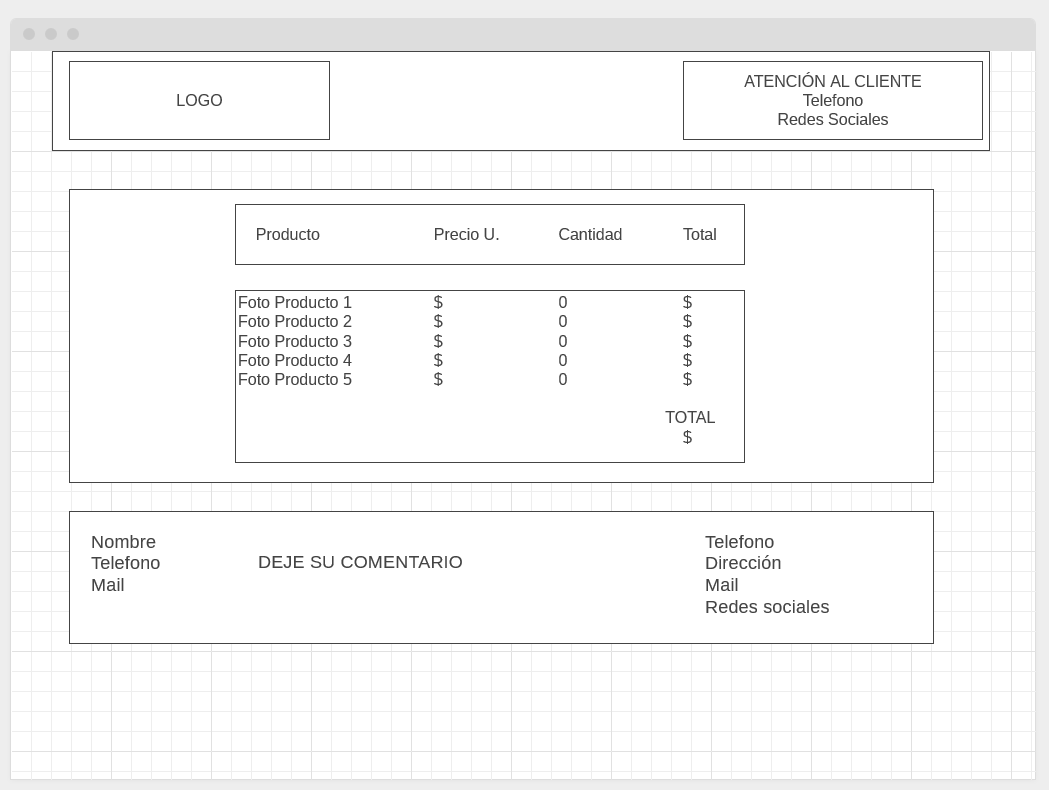 LOGO
ATENCIÓN AL CLIENTE
Telefono
Redes Sociales
Producto Precio U. Cantidad Total
Foto Producto 1 $ 0 $
Foto Producto 2 $ 0 $
Foto Producto 3 $ 0 $
Foto Producto 4 $ 0 $
Foto Producto 5 $ 0 $
TOTAL
$
Nombre
Telefono
Mail
DEJE SU COMENTARIO
Telefono
Dirección
Mail
Redes sociales